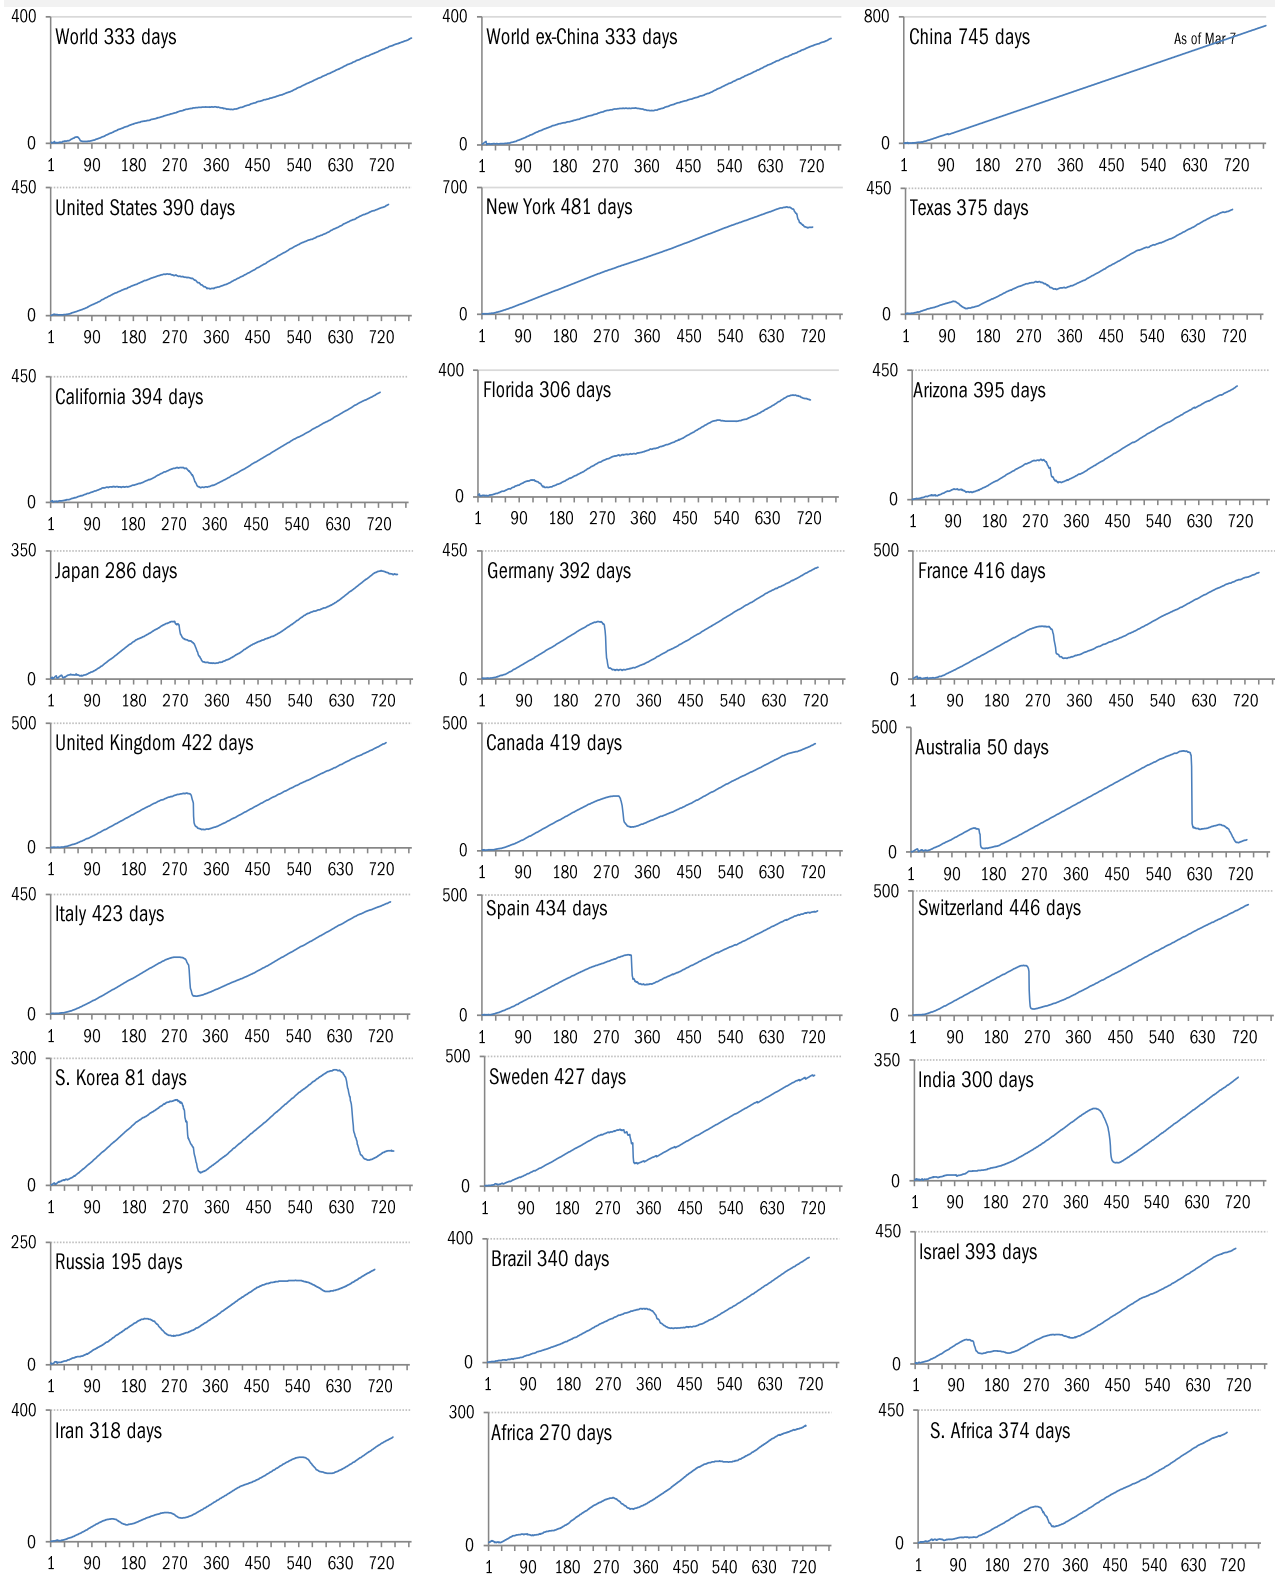 400 400 800
World 333 days World ex-China 333 days China 745 days As of Mar 7
0 0 0
1 90 180 270 360 450 540 630 720 1 90 180 270 360 450 540 630 720 1 90 180 270 360 450 540 630 720
450 700 450
United States 390 days New York 481 days Texas 375 days
0 0 0
1 90 180 270 360 450 540 630 720 1 90 180 270 360 450 540 630 720 1 90 180 270 360 450 540 630 720
450 400 450
California 394 days Florida 306 days Arizona 395 days
0 0 0
1 90 180 270 360 450 540 630 720 1 90 180 270 360 450 540 630 720 1 90 180 270 360 450 540 630 720
350 450 500
Japan 286 days Germany 392 days France 416 days
0 0 0
1 90 180 270 360 450 540 630 720 1 90 180 270 360 450 540 630 720 1 90 180 270 360 450 540 630 720
500 500 500
United Kingdom 422 days Canada 419 days Australia 50 days
0 0 0
1 90 180 270 360 450 540 630 720 1 90 180 270 360 450 540 630 720 1 90 180 270 360 450 540 630 720
450 500 500
Italy 423 days Spain 434 days Switzerland 446 days
0 0 0
1 90 180 270 360 450 540 630 720 1 90 180 270 360 450 540 630 720 1 90 180 270 360 450 540 630 720
300 500 350
S. Korea 81 days Sweden 427 days India 300 days
0 0 0
1 90 180 270 360 450 540 630 720 1 90 180 270 360 450 540 630 720 1 90 180 270 360 450 540 630 720
250 400 450
Russia 195 days Brazil 340 days Israel 393 days
0 0 0
1 90 180 270 360 450 540 630 720 1 90 180 270 360 450 540 630 720 1 90 180 270 360 450 540 630 720
400 300 450
Iran 318 days Africa 270 days S. Africa 374 days
0 0 0
1 90 180 270 360 450 540 630 720 1 90 180 270 360 450 540 630 720 1 90 180 270 360 450 540 630 720